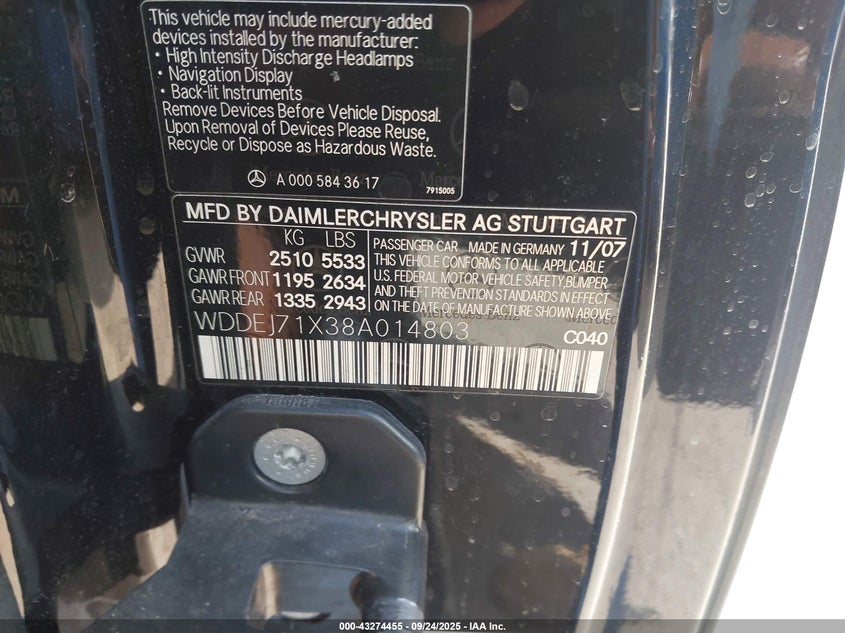 This vehicle may include mercury-added
devices installed by the manufacturer:
• High Intensity Discharge Headlamps
• Navigation Display
• Back-lit Instruments
Remove Devices Before Vehicle Disposal.
Upon Removal of Devices Please Reuse,
Recycle or Dispose as Hazardous Waste.
A 000 584 36 17
7915005
MFD BY DAIMLERCHRYSLER AG STUTTGART
KG LBS
GVWR 2510 5533
GAWR FRONT 1195 2634
GAWR REAR 1335 2943
PASSENGER CAR MADE IN GERMANY 11/07
THIS VEHICLE CONFORMS TO ALL APPLICABLE
U.S. FEDERAL MOTOR VEHICLE SAFETY,BUMPER
AND THEFT PREVENTION STANDARDS IN EFFECT
ON THE DATE OF MANUFACTURE SHOWN ABOVE
WDDEJ71X38A014803
C040
000-43274455 - 09/24/2025 - IAA Inc.